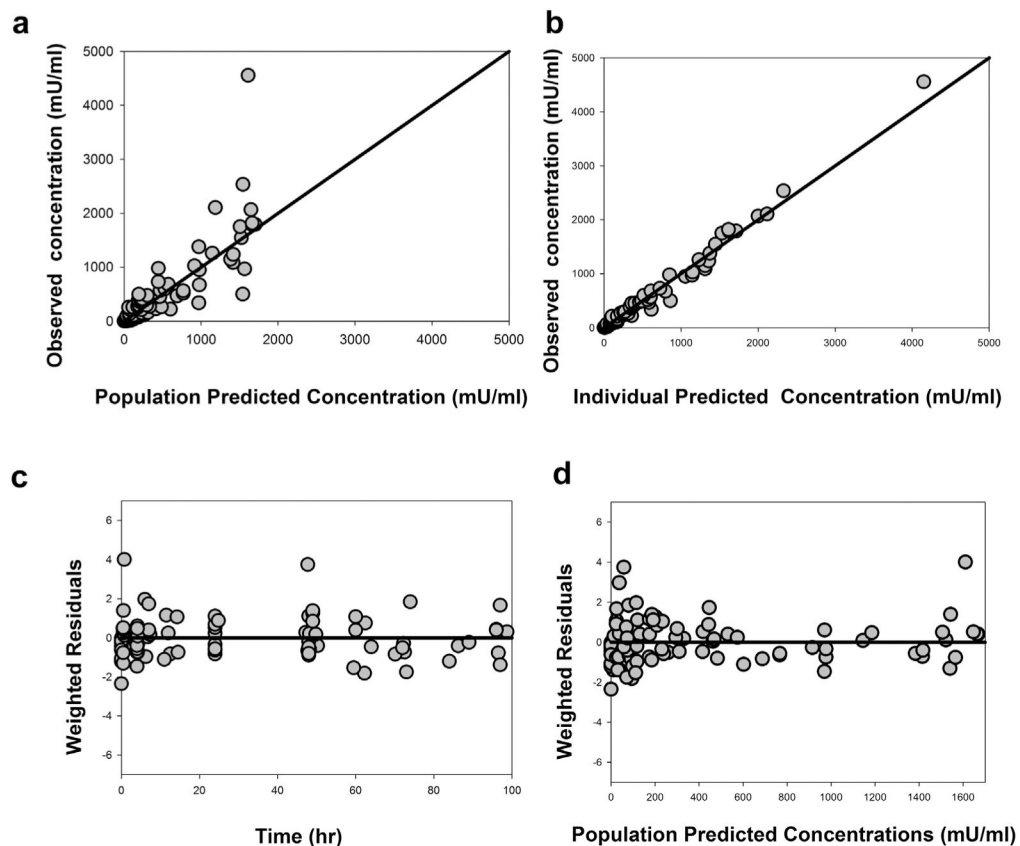 a
Observed concentration (mU/ml)
5000
4000
3000
2000
1000
0
0 1000 2000 3000 4000 5000
Population Predicted Concentration (mU/ml)
b
Observed concentration (mU/ml)
5000
4000
3000
2000
1000
0
0 1000 2000 3000 4000 5000
Individual Predicted Concentration (mU/ml)
c
Weighted Residuals
6
4
2
0
-2
-4
-6
0 20 40 60 80 100
Time (hr)
d
Weighted Residuals
6
4
2
0
-2
-4
-6
0 200 400 600 800 1000 1200 1400 1600
Population Predicted Concentrations (mU/ml)